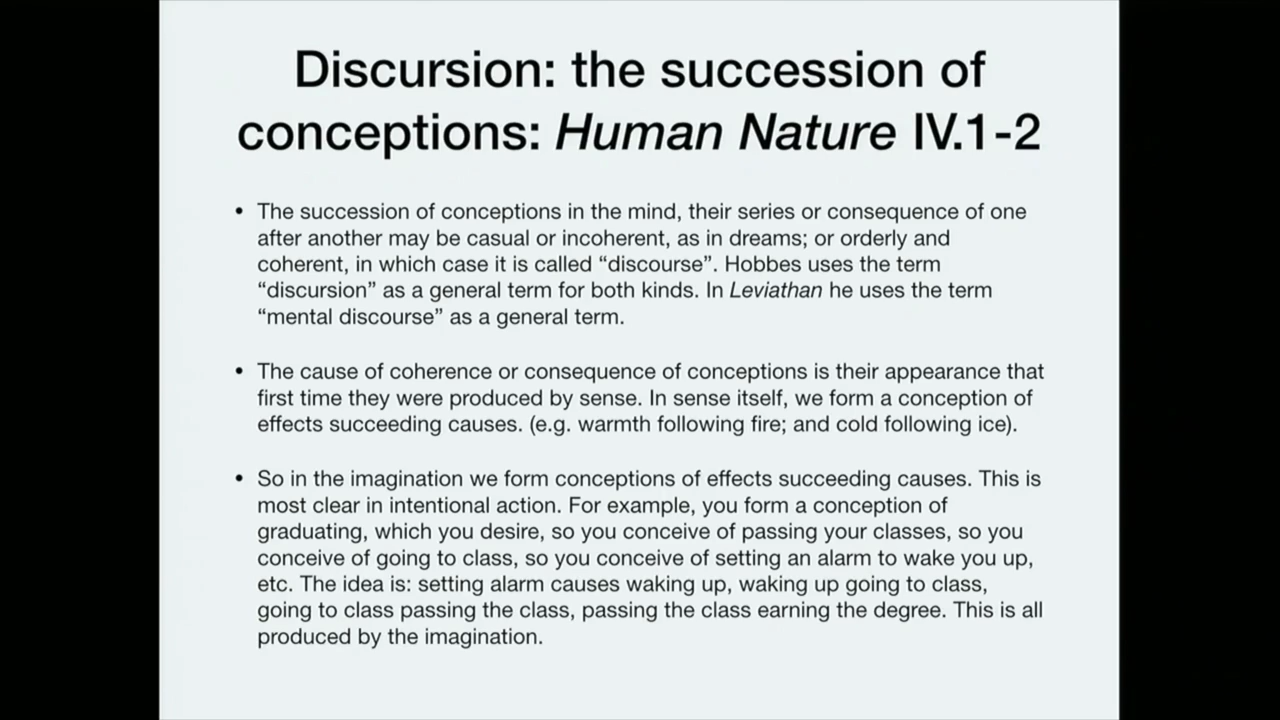 Discursion: the succession of
conceptions: Human Nature IV.1-2
• The succession of conceptions in the mind, their series or consequence of one
after another may be casual or incoherent, as in dreams; or orderly and
coherent, in which case it is called “discourse”. Hobbes uses the term
“discursion” as a general term for both kinds. In Leviathan he uses the term
“mental discourse” as a general term.
• The cause of coherence or consequence of conceptions is their appearance that
first time they were produced by sense. In sense itself, we form a conception of
effects succeeding causes. (e.g. warmth following fire; and cold following ice).
• So in the imagination we form conceptions of effects succeeding causes. This is
most clear in intentional action. For example, you form a conception of
graduating, which you desire, so you conceive of passing your classes, so you
conceive of going to class, so you conceive of setting an alarm to wake you up,
etc. The idea is: setting alarm causes waking up, waking up going to class,
going to class passing the class, passing the class earning the degree. This is all
produced by the imagination.